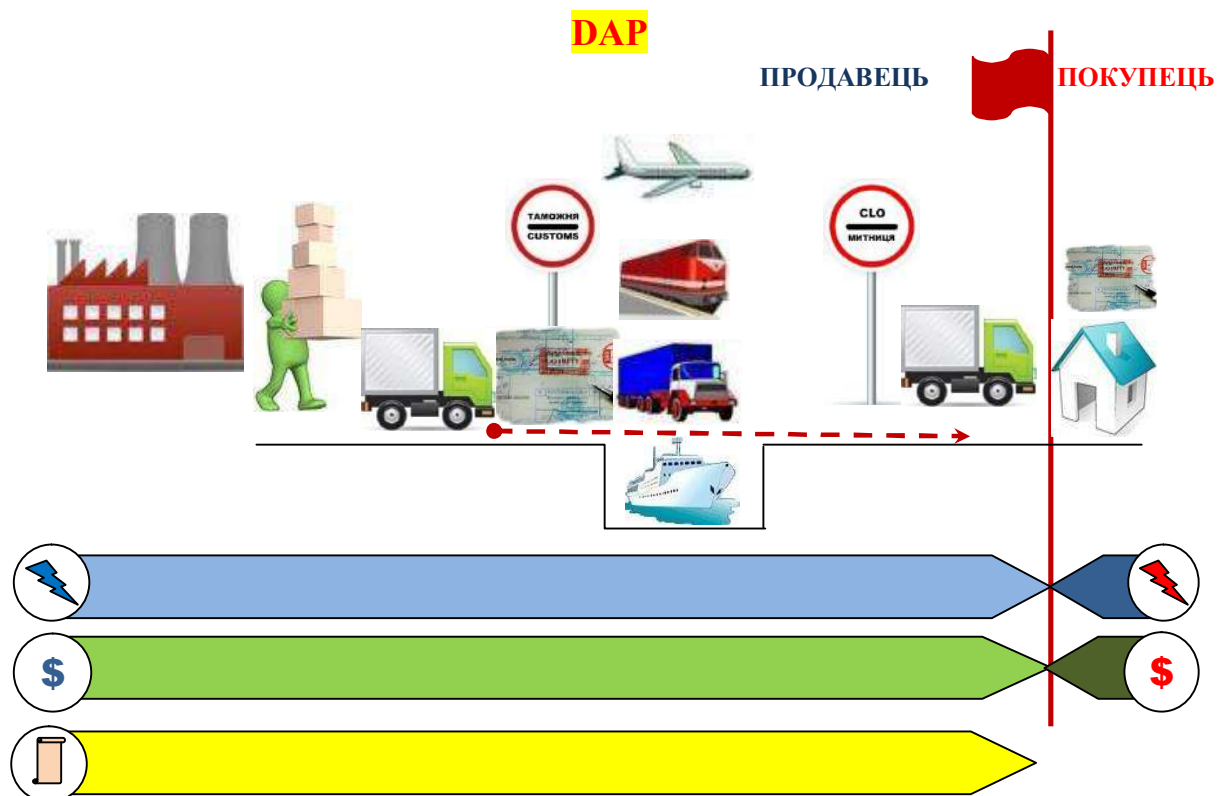 DAP
ПРОДАВЕЦЬ
ПОКУПЕЦЬ
ТАМОЖНЯ
CUSTOMS
CLO
МИТНИЦЯ
$
$